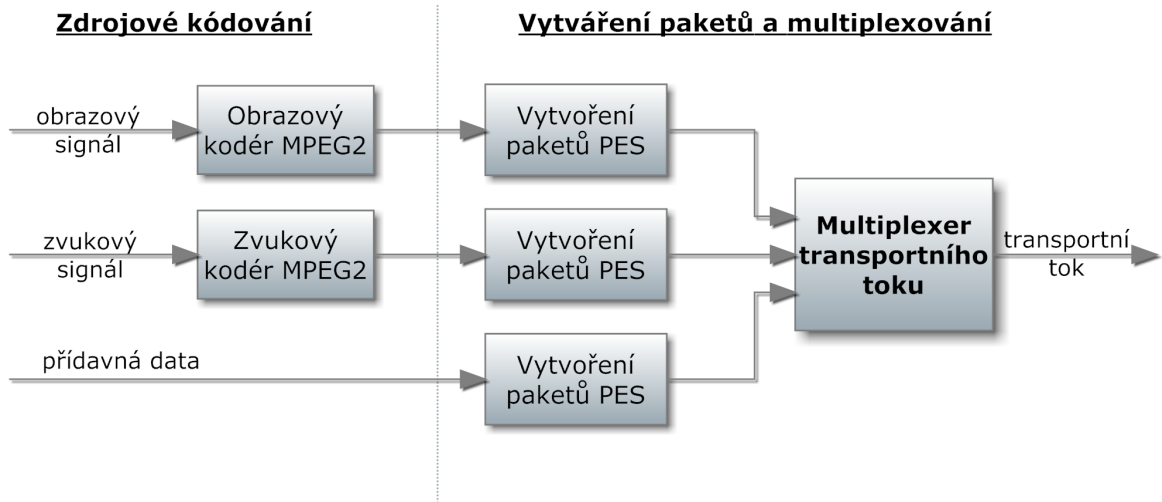 Zdrojové kódování
Vytváření paketů a multiplexování
obrazový
signál
Obrazový
kodér MPEG2
Vytvoření
paketů PES
zvukový
signál
Zvukový
kodér MPEG2
Vytvoření
paketů PES
Multiplexer
transportního
toku
transportní
tok
přídavná data
Vytvoření
paketů PES